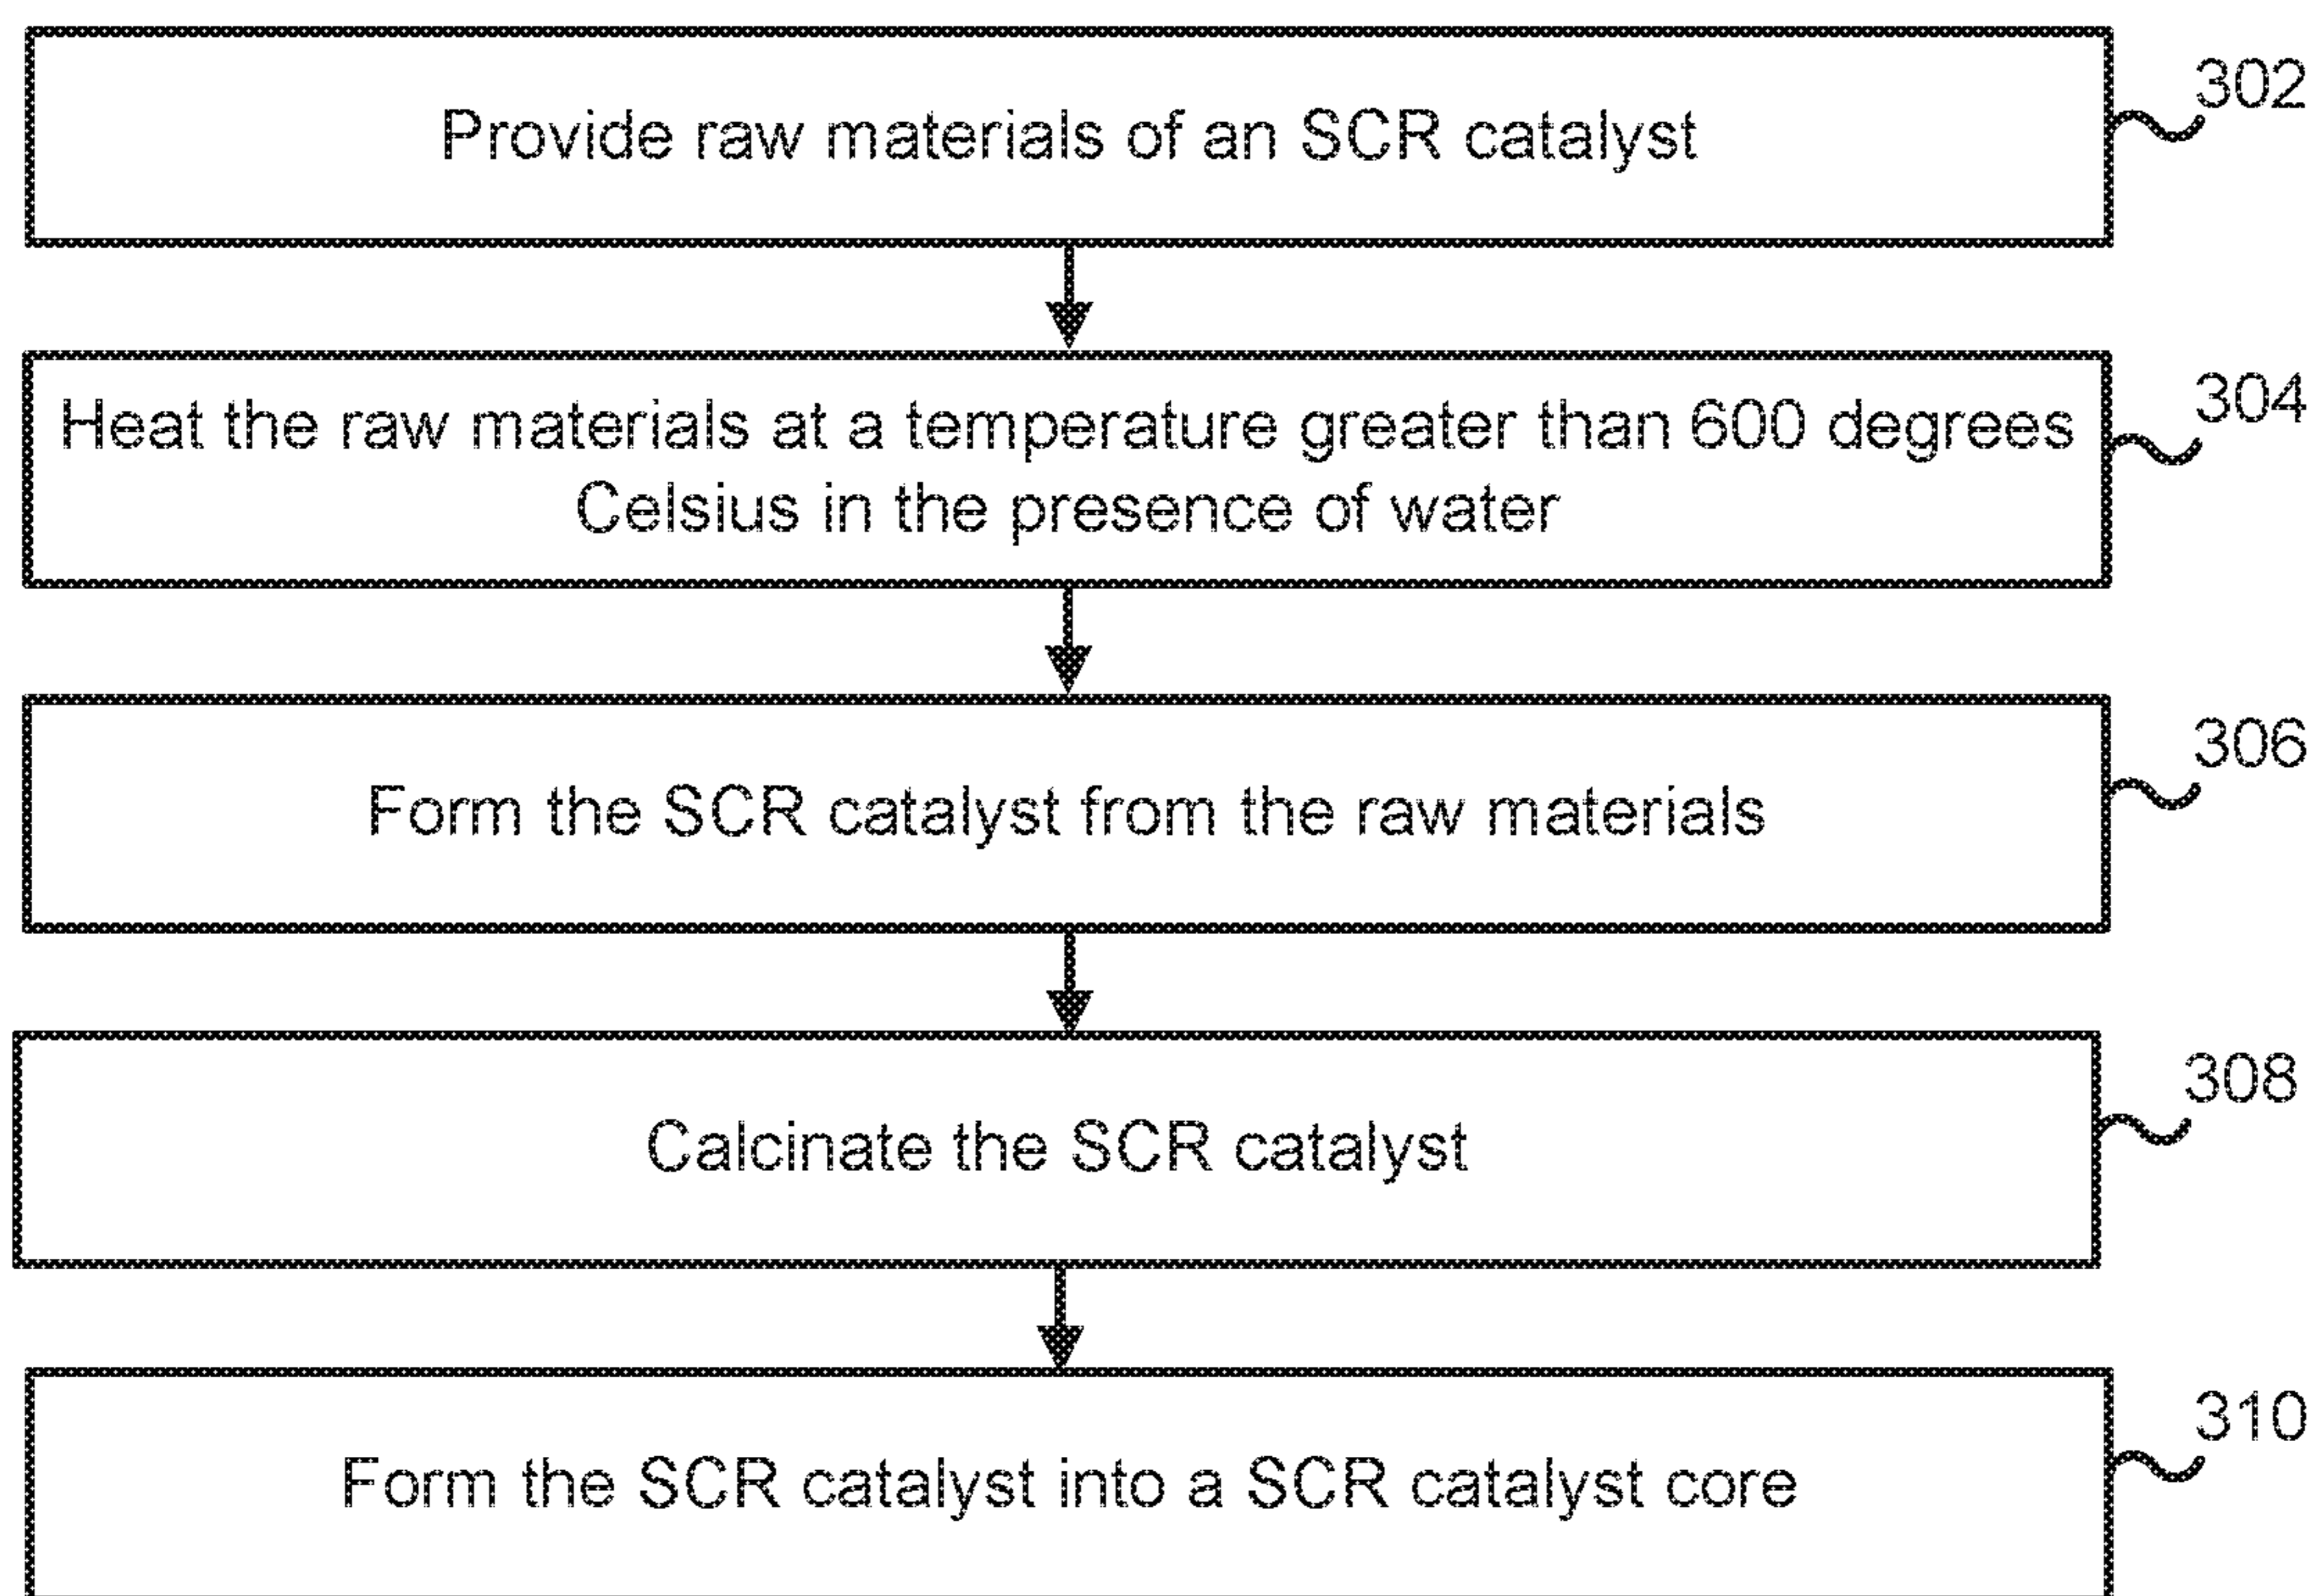 Provide raw materials of an SCR catalyst
302
Heat the raw materials at a temperature greater than 600 degrees
Celsius in the presence of water
304
Form the SCR catalyst from the raw materials
306
Calcinate the SCR catalyst
308
Form the SCR catalyst into a SCR catalyst core
310